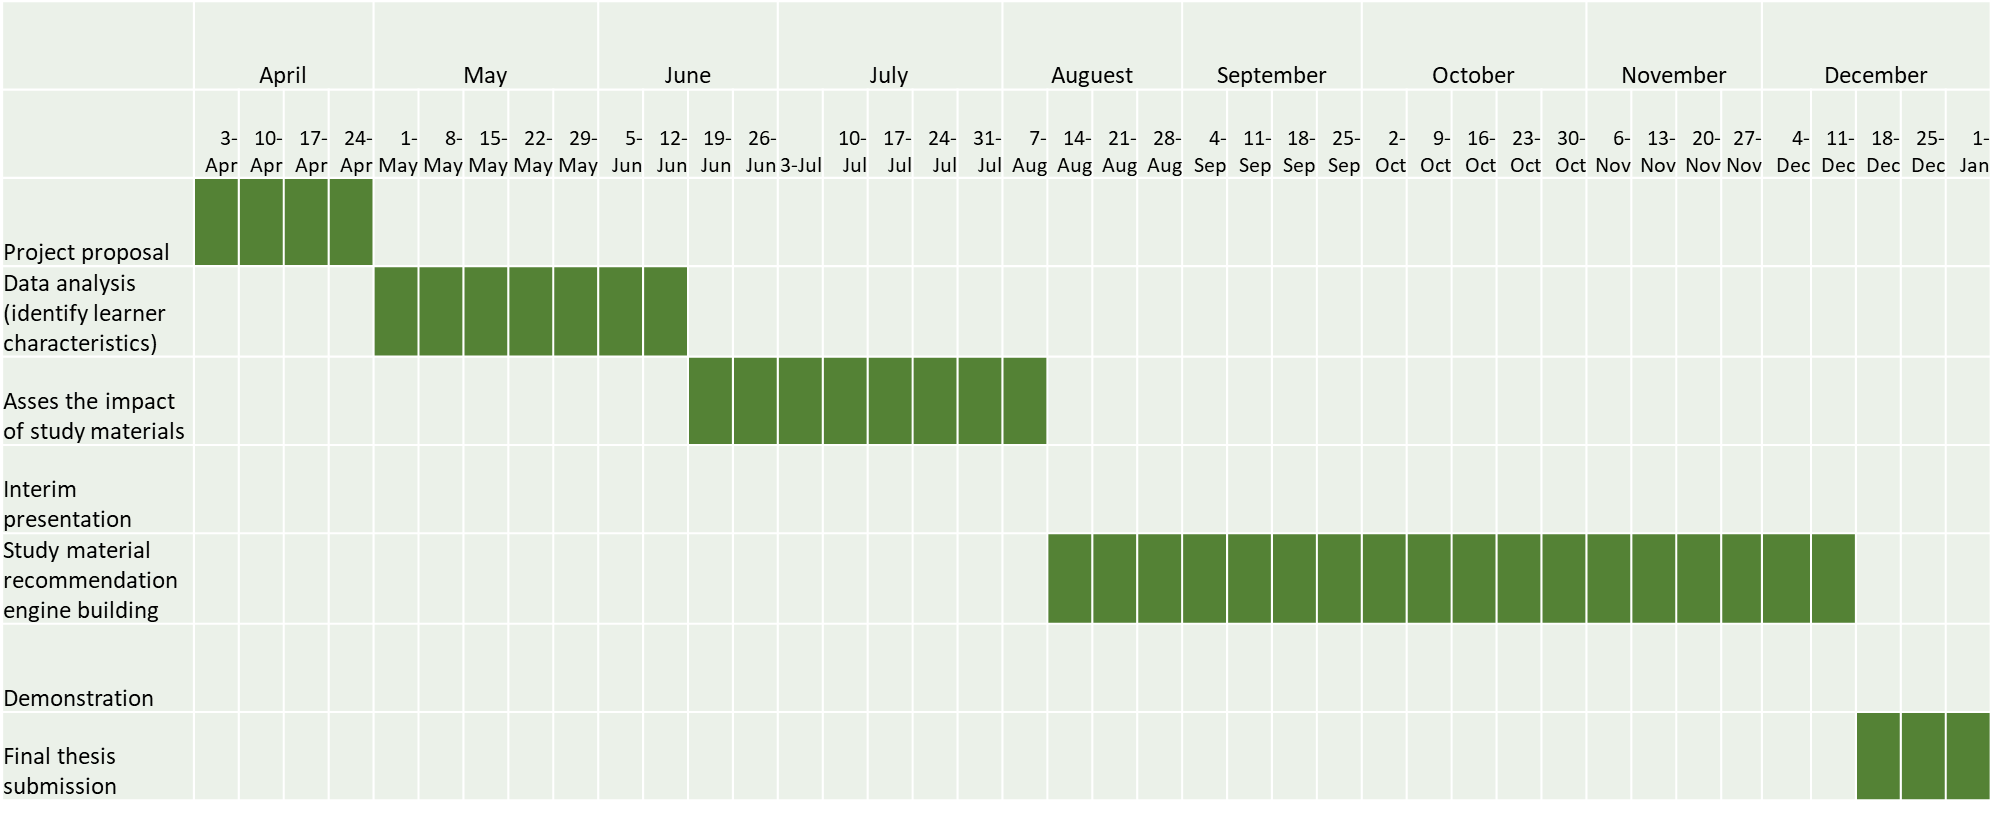 April May June July Auguest September October November December
3- 10- 17- 24- 1- 8- 15- 22- 29- 5- 12- 19- 26- 10- 17- 24- 31- 7- 14- 21- 28- 4- 11- 18- 25- 2- 9- 16- 23- 30- 6- 13- 20- 27- 4- 11- 18- 25- 1-
Apr Apr Apr Apr May May May May May Jun Jun Jun Jun 3-Jul Jul Jul Jul Jul Aug Aug Aug Aug Sep Sep Sep Sep Oct Oct Oct Oct Oct Nov Nov Nov Nov Dec Dec Dec Dec Jan
Project proposal
Data analysis
(identify learner
characteristics)
Asses the impact
of study materials
Interim
presentation
Study material
recommendation
engine building
Demonstration
Final thesis
submission